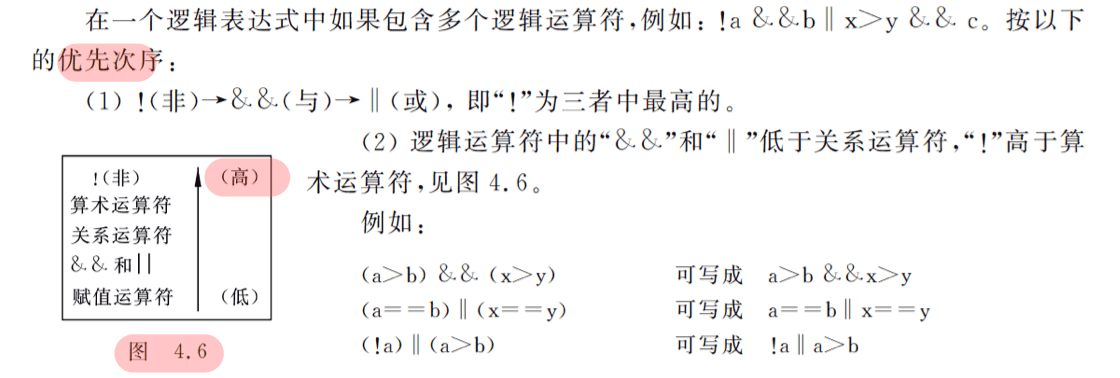 在一个逻辑表达式中如果包含多个逻辑运算符,例如:!a &&b‖x>y && c。按以下
的优先次序:
(1) !(非)→&&(与)→‖(或),即“!”为三者中最高的。
(2) 逻辑运算符中的“&&”和“‖”低于关系运算符,“!”高于算
术运算符,见图 4.6。
例如:
(a>b) && (x>y) 可写成 a>b &&x>y
(a==b)‖(x==y) 可写成 a==b‖x==y
(!a)‖(a>b) 可写成 !a‖a>b
!(非) (高)
算术运算符
关系运算符
&&和||
赋值运算符 (低)
图 4.6